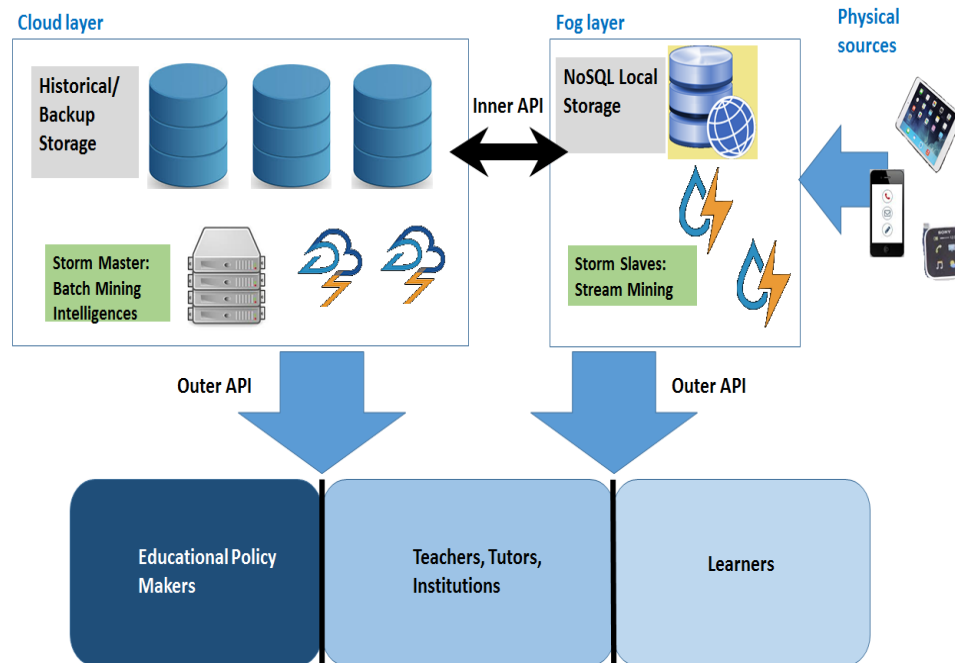 Cloud layer
Historical/
Backup
Storage
Storm Master:
Batch Mining
Intelligences
Inner API
Fog layer
NoSQL Local
Storage
Storm Slaves:
Stream Mining
Physical
sources
SONY
Outer API
Outer API
Educational Policy
Makers
Teachers, Tutors,
Institutions
Learners